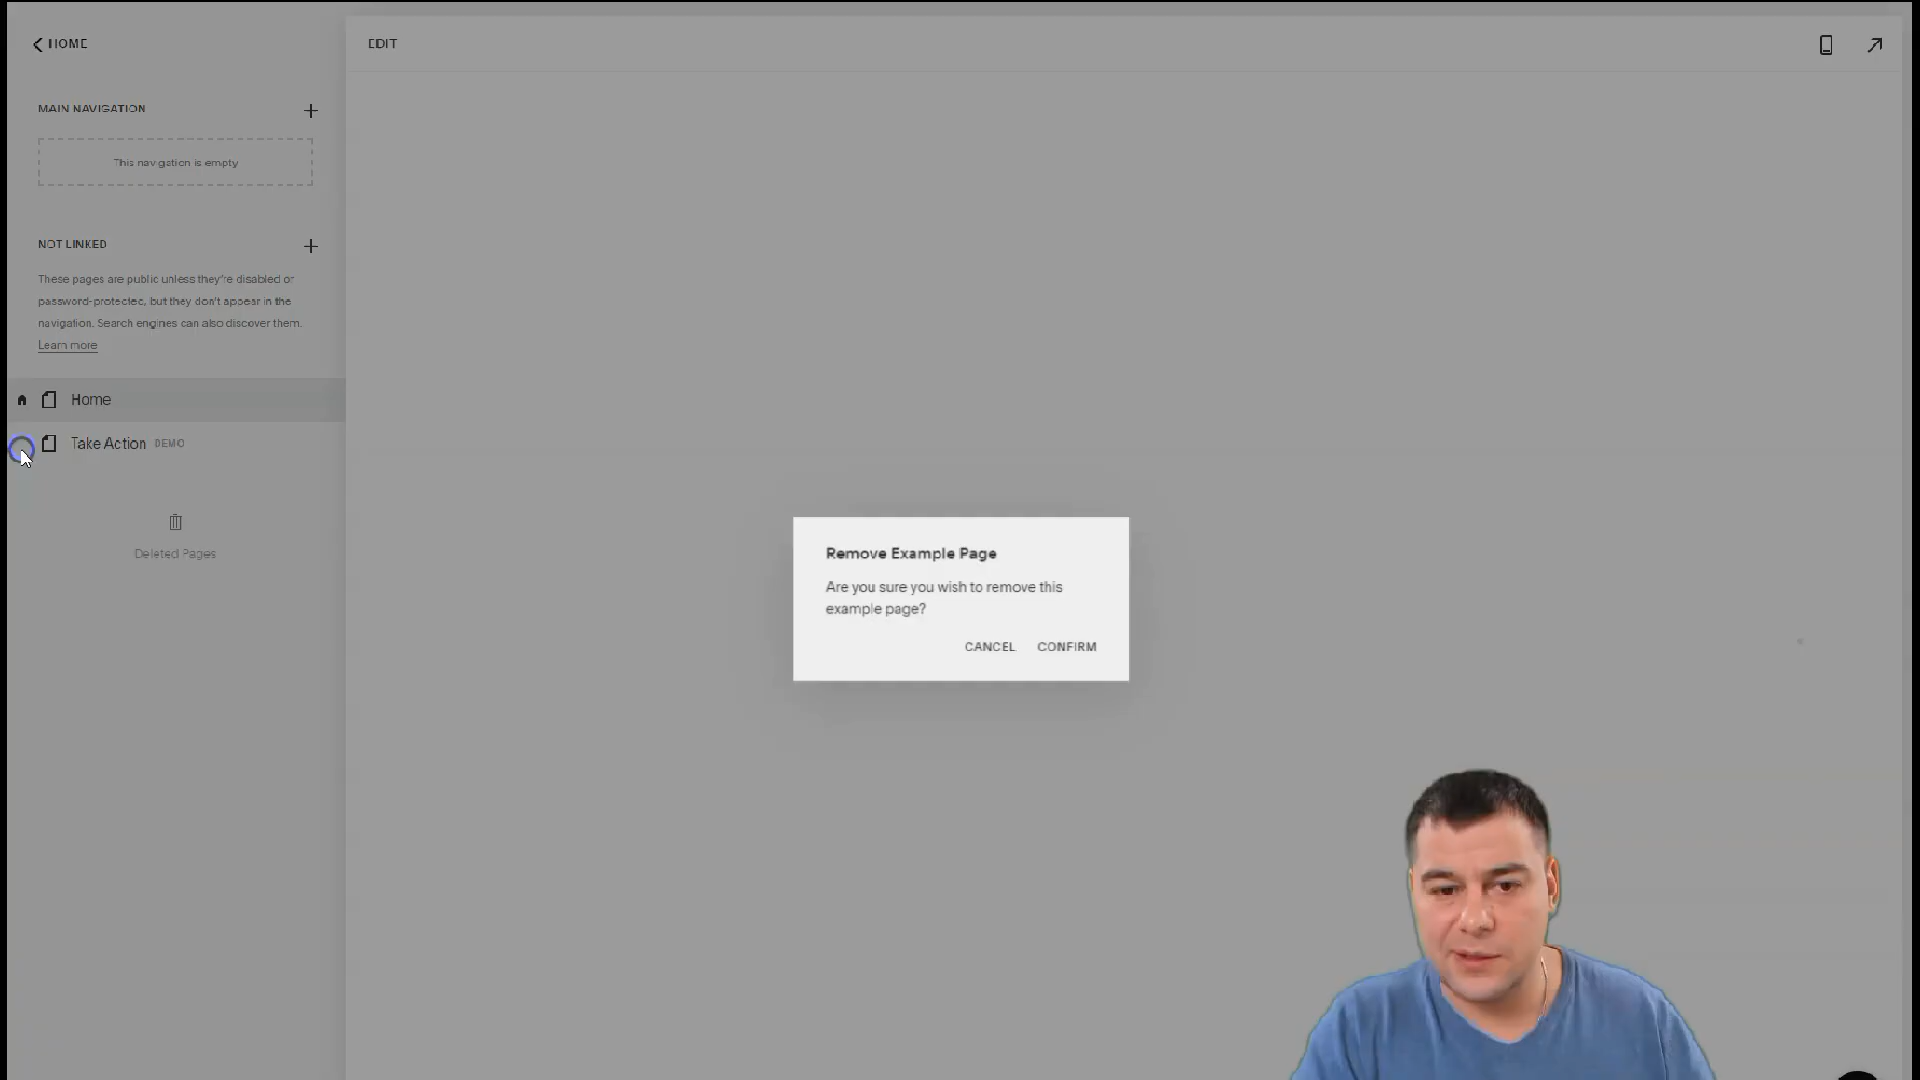 HOME
EDIT
MAIN NAVIGATION
This navigation is empty
NOT LINKED
These pages are public unless they're disabled or
password-protected, but they don't appear in the
navigation. Search engines can also discover them.
Learn more
Home
Take Action DEMO
Deleted Pages
Remove Example Page
Are you sure you wish to remove this
example page?
CANCEL CONFIRM